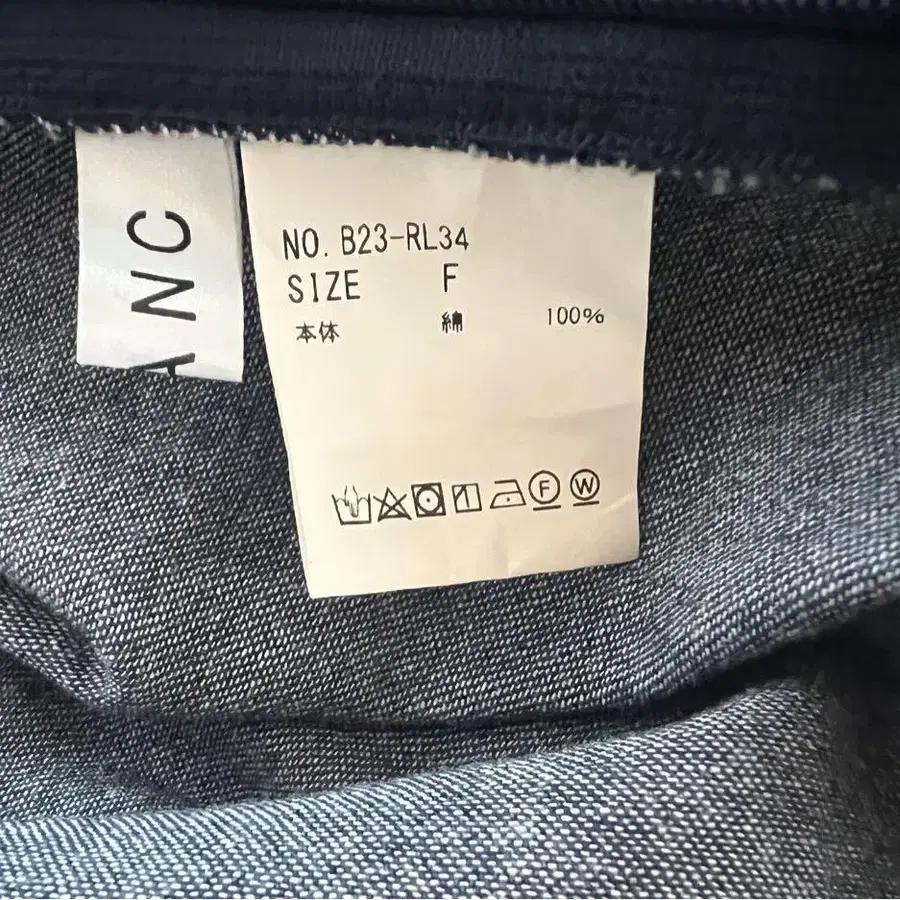 ANC
NO. B23-RL34
SIZE F
本体 綿 100%
F W